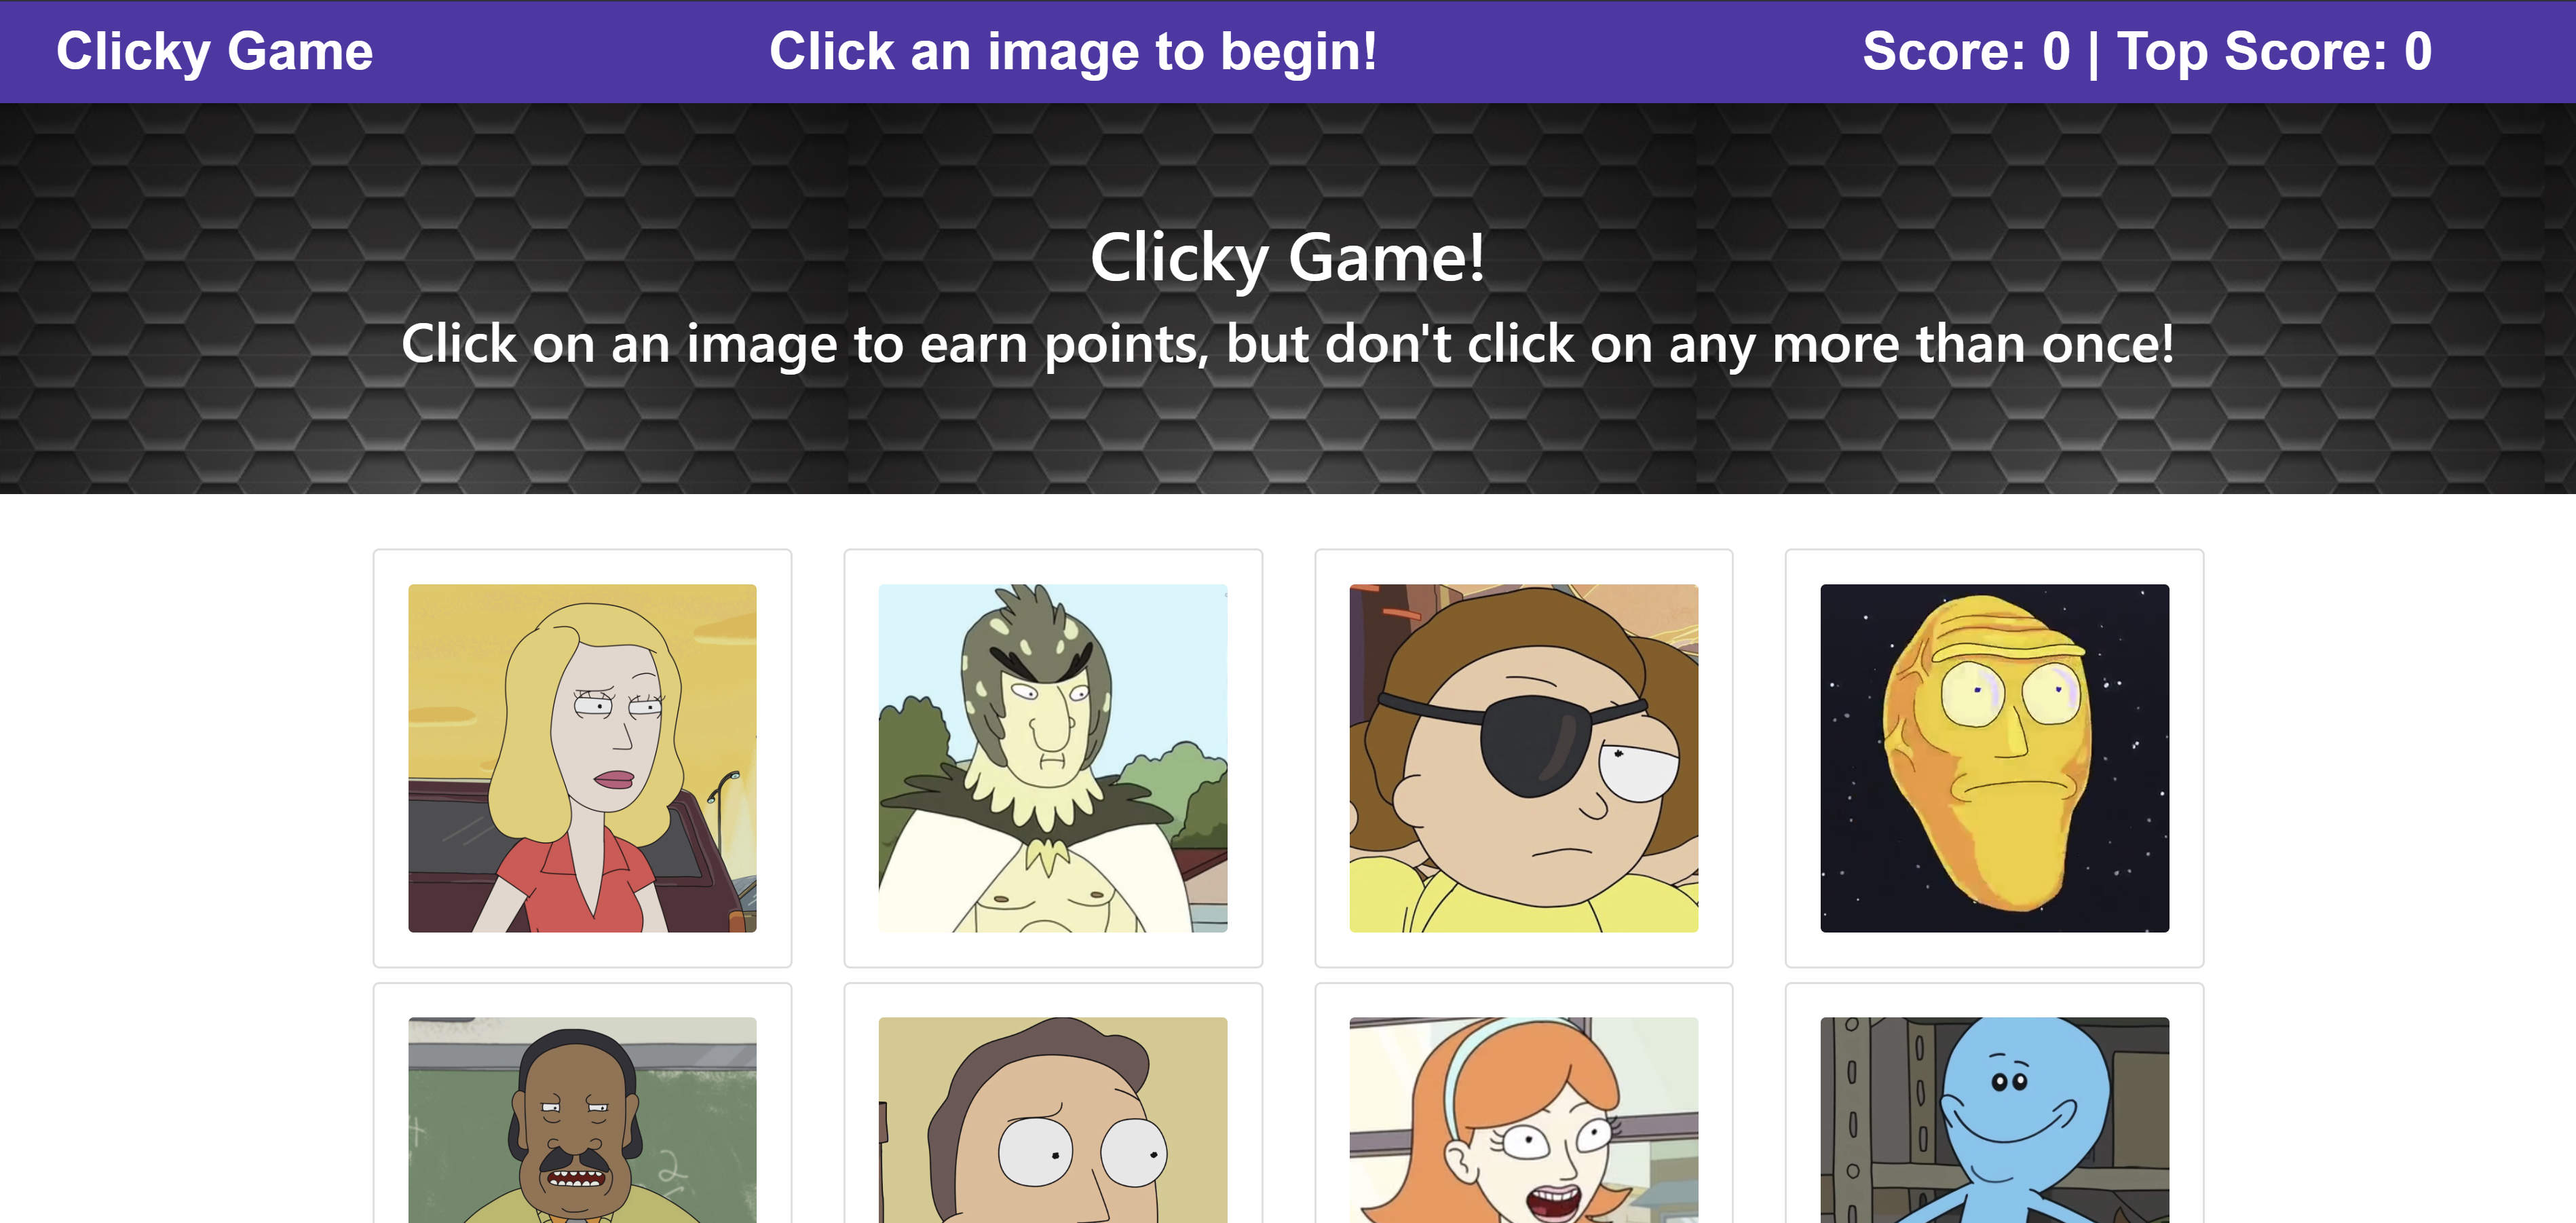 Clicky Game
Click an image to begin!
Score: 0 | Top Score: 0
Clicky Game!
Click on an image to earn points, but don't click on any more than once!
2